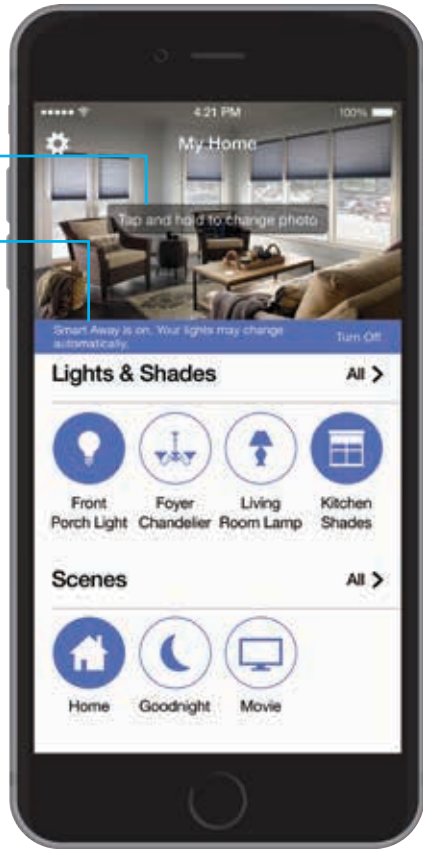 4:21 PM
100%
My Home
Tap and hold to change photo
Smart Away is on. Your lights may change
automatically.
Turn Off
Lights & Shades
All
Front
Porch Light
Foyer
Chandelier
Living
Room Lamp
Kitchen
Shades
Scenes
All
Home
Goodnight
Movie